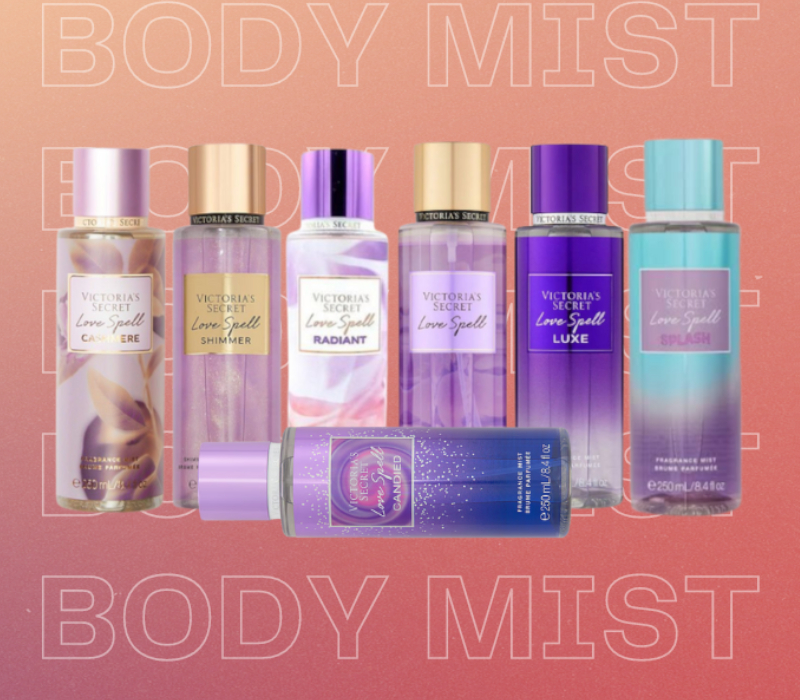 BODY MIST
BODY MIST
VICTORIA'S SECRET
VICTORIA'S SECRET
VICTORIA'S SECRET
VICTORIA'S SECRET
VICTORIA'S
SECRET
Love Spell
CASHMERE
VICTORIA'S
SECRET
Love Spell
SHIMMER
VICTORIA'S
SECRET
Love Spell
RADIANT
VICTORIA'S
SECRET
Love Spell
VICTORIA'S
SECRET
Love Spell
LUXE
VICTORIA'S
SECRET
Love Spell
SPLASH
FRAGRANCE MIST
BRUME PARFUMÉE
e 250 mL/8.4 fl oz
VICTORIA'S
SECRET
Love Spell
CANDIED
FRAGRANCE MIST
BRUME PARFUMÉE
e 250 mL/8.4 fl oz
BODY MIST